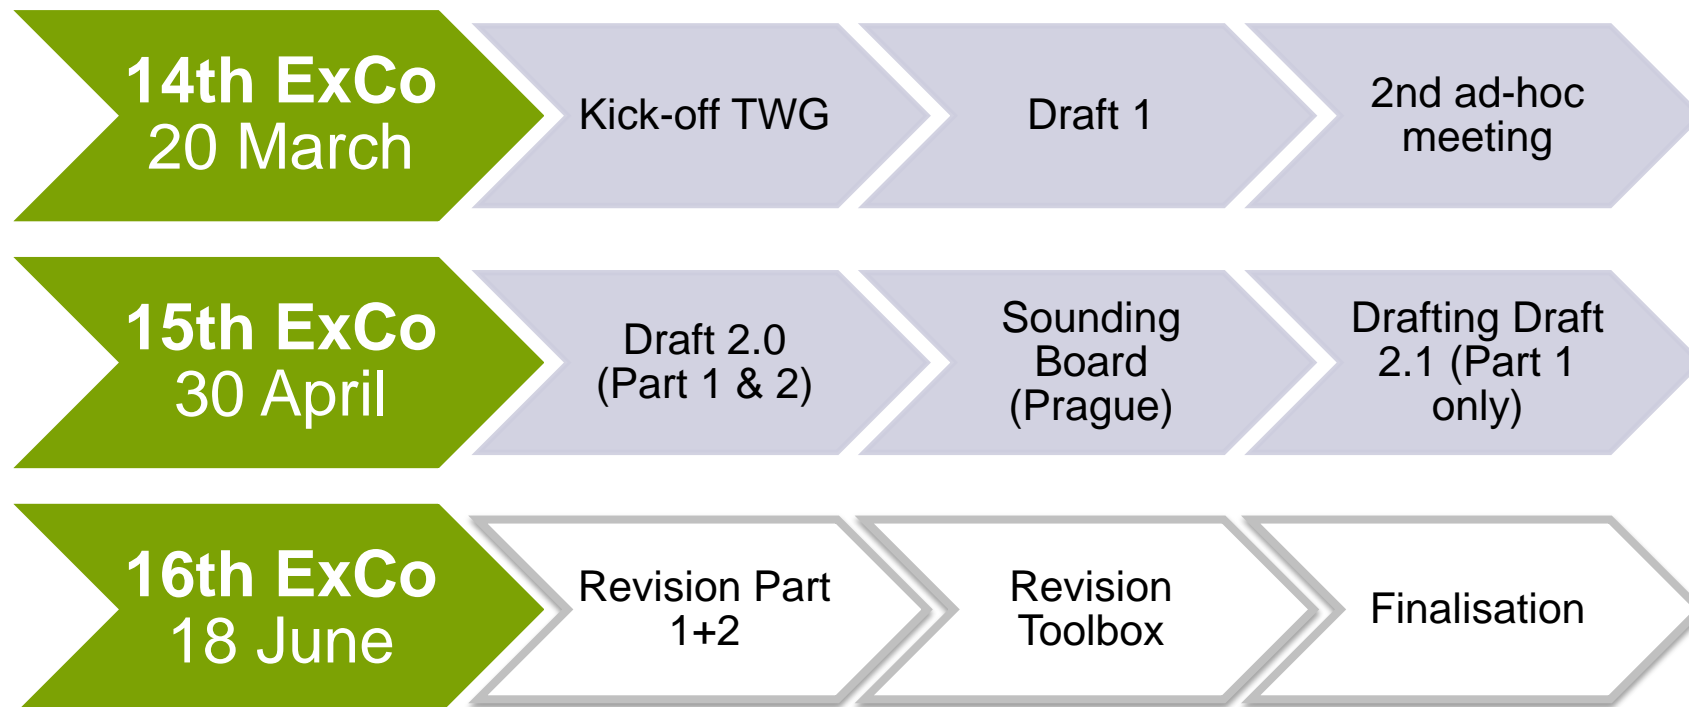 14th ExCo
20 March
Kick-off TWG
Draft 1
2nd ad-hoc
meeting
15th ExCo
30 April
Draft 2.0
(Part 1 & 2)
Sounding
Board
(Prague)
Drafting Draft
2.1 (Part 1
only)
16th ExCo
18 June
Revision Part
1+2
Revision
Toolbox
Finalisation